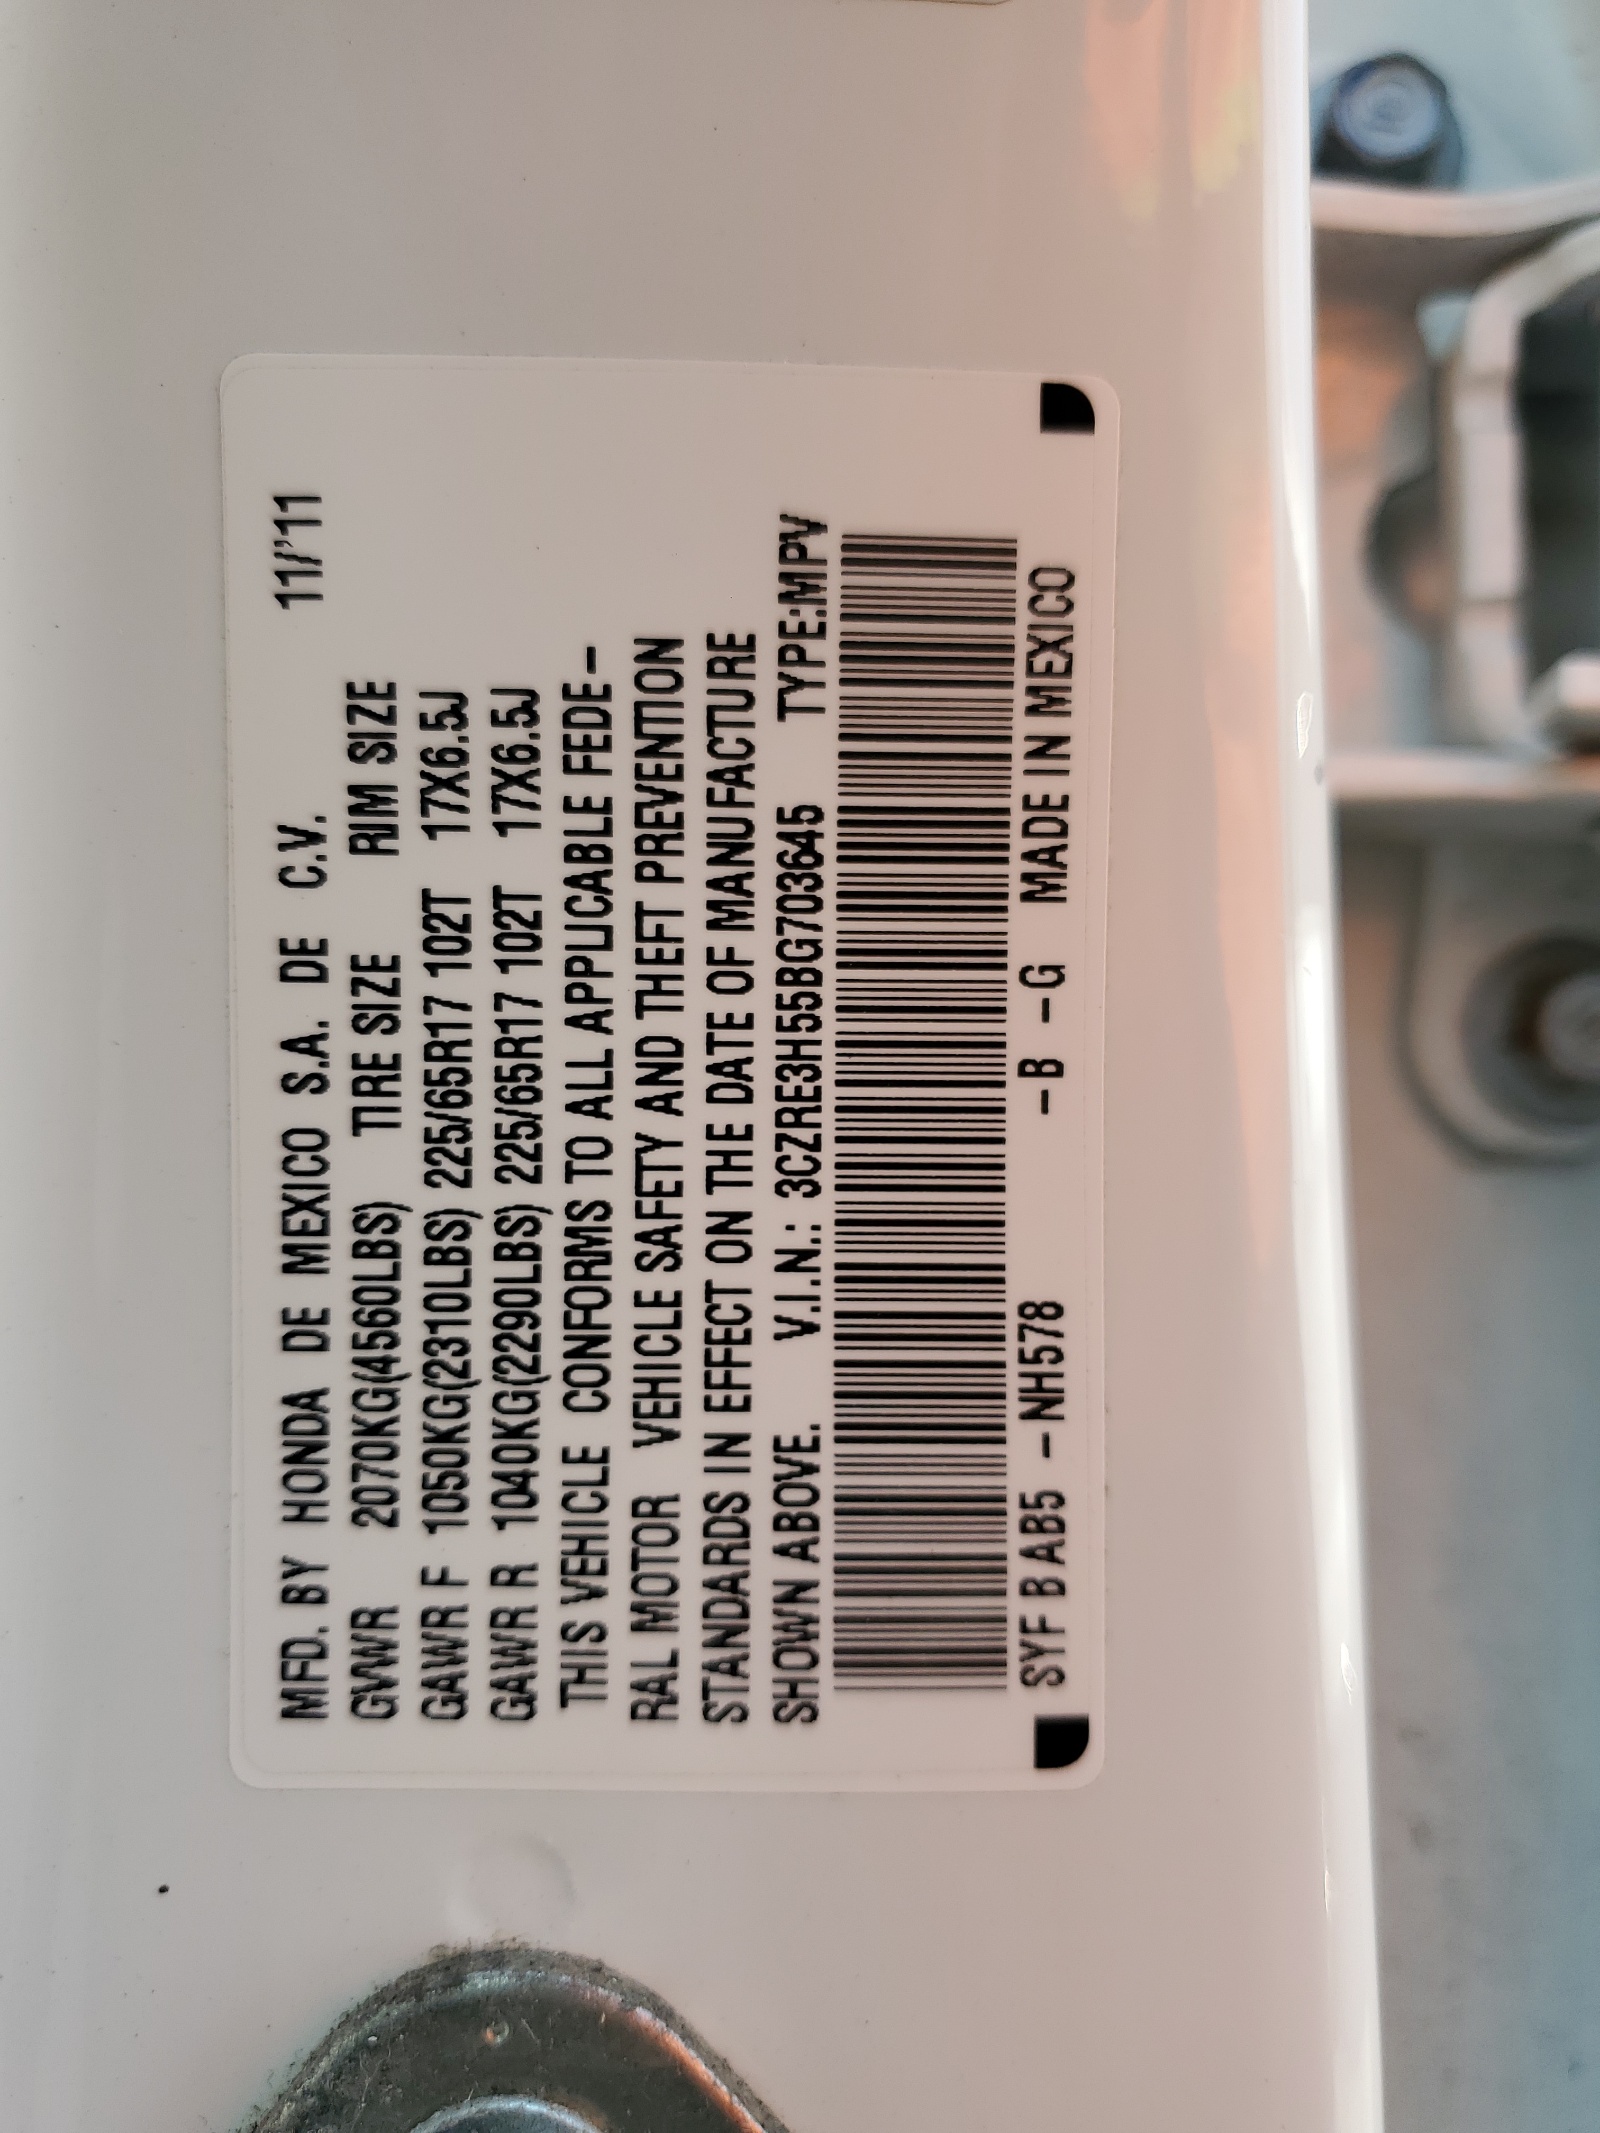 MFD. BY HONDA DE MEXICO S.A. DE C.V. 11/'11
GVWR 2070KG(4560LBS) TIRE SIZE RIM SIZE
GAWR F 1050KG(2310LBS) 225/65R17 102T 17X6.5J
GAWR R 1040KG(2290LBS) 225/65R17 102T 17X6.5J
THIS VEHICLE CONFORMS TO ALL APPLICABLE FEDE-
RAL MOTOR VEHICLE SAFETY AND THEFT PREVENTION
STANDARDS IN EFFECT ON THE DATE OF MANUFACTURE
SHOWN ABOVE. V.I.N.: 3CZRE3H55BG703645 TYPE:MPV
SYF B AB5 -NH578 -B -G MADE IN MEXICO